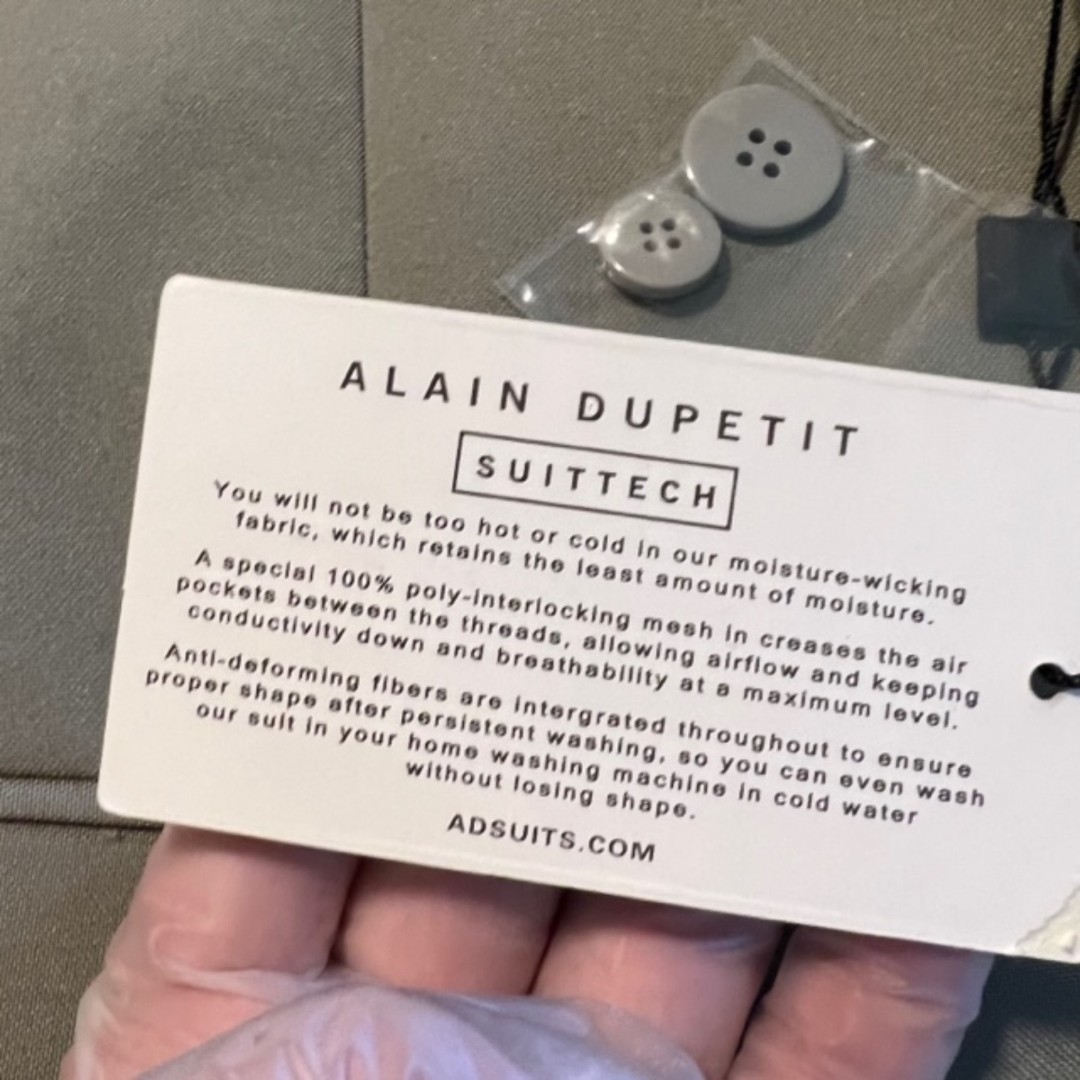 ALAIN DUPETIT
SUITTECH
You will not be too hot or cold in our moisture-wicking
fabric, which retains the least amount of moisture.
A special 100% poly-interlocking mesh in creases the air
pockets between the threads, allowing airflow and keeping
conductivity down and breathability at a maximum level.
Anti-deforming fibers are intergrated throughout to ensure
proper shape after persistent washing, so you can even wash
our suit in your home washing machine in cold water
without losing shape.
ADSUITS.COM